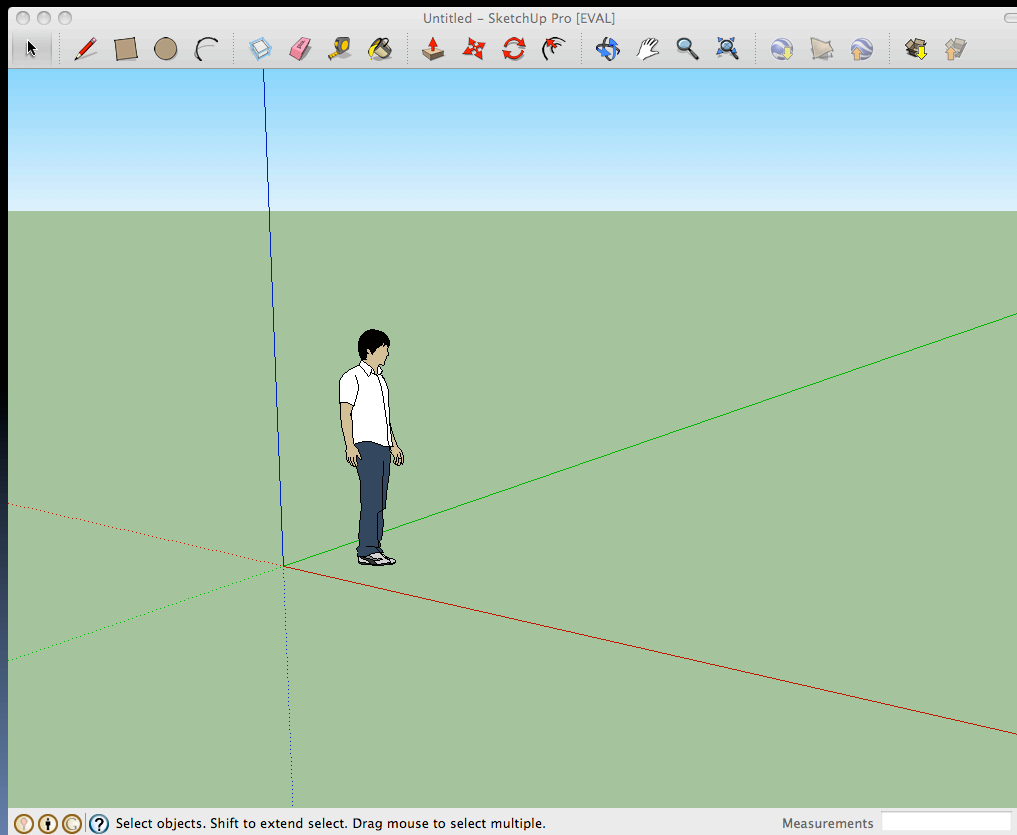 Untitled – SketchUp Pro [EVAL]
Select objects. Shift to extend select. Drag mouse to select multiple.
Measurements